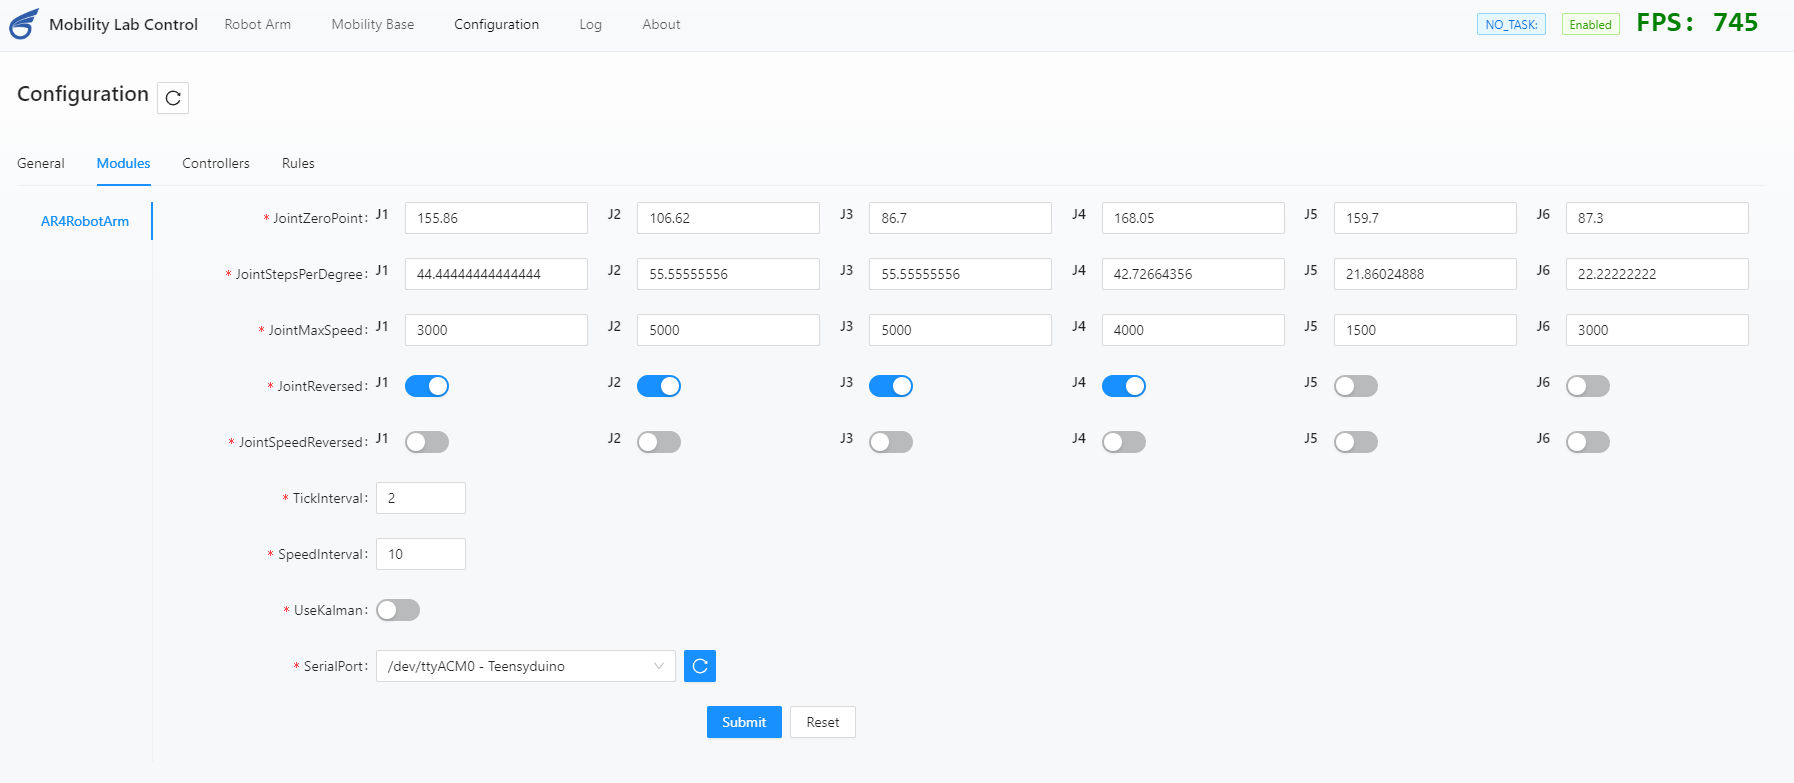 Mobility Lab Control Robot Arm Mobility Base Configuration Log About NO_TASK: Enabled FPS: 745
Configuration
General Modules Controllers Rules
AR4RobotArm
* JointZeroPoint: J1 155.86 J2 106.62 J3 86.7 J4 168.05 J5 159.7 J6 87.3
* JointStepsPerDegree: J1 44.44444444444444 J2 55.55555556 J3 55.55555556 J4 42.72664356 J5 21.86024888 J6 22.22222222
* JointMaxSpeed: J1 3000 J2 5000 J3 5000 J4 4000 J5 1500 J6 3000
* JointReversed: J1 J2 J3 J4 J5 J6
* JointSpeedReversed: J1 J2 J3 J4 J5 J6
* TickInterval: 2
* SpeedInterval: 10
* UseKalman:
* SerialPort: /dev/ttyACM0 - Teensyduino
Submit Reset